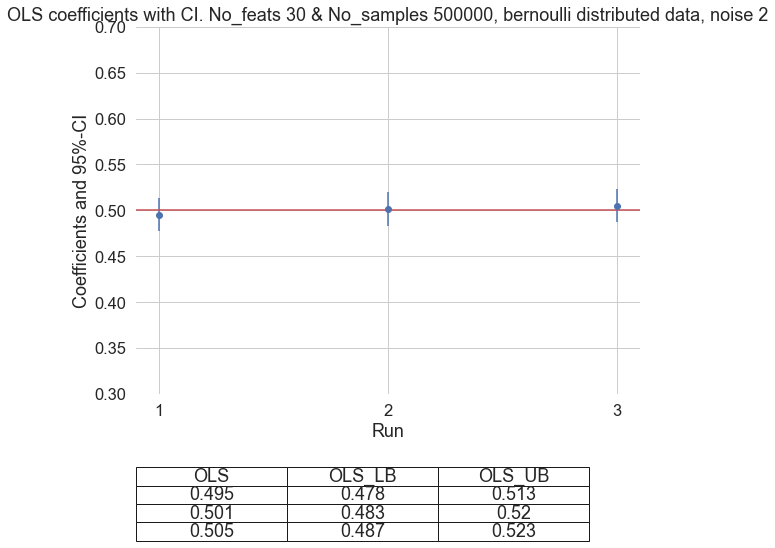 OLS coefficients with CI. No_feats 30 & No_samples 500000, bernoulli distributed data, noise 2
0.70
0.65
0.60
0.55
0.50
0.45
0.40
0.35
0.30
Coefficients and 95%-CI
1 2 3
Run
OLS OLS_LB OLS_UB
0.495 0.478 0.513
0.501 0.483 0.52
0.505 0.487 0.523